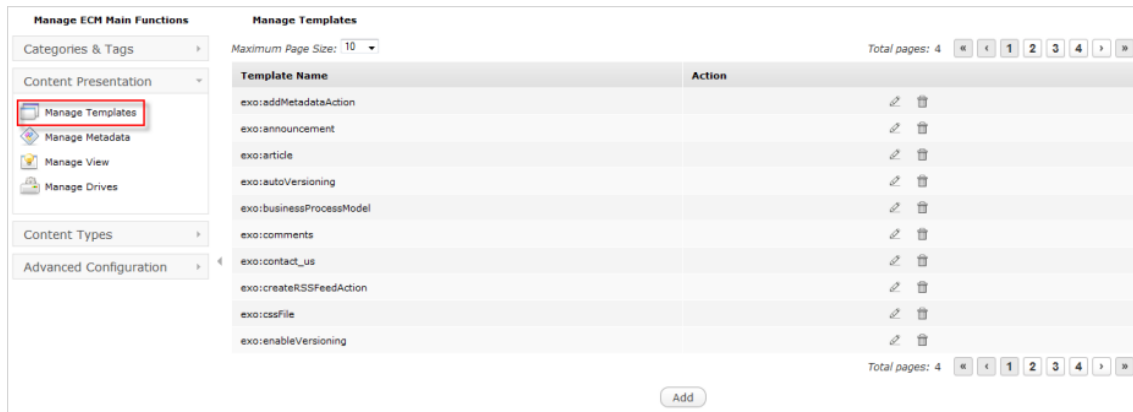 Manage ECM Main Functions
Categories & Tags
Content Presentation
Manage Templates
Manage Metadata
Manage View
Manage Drives
Content Types
Advanced Configuration
Manage Templates
Maximum Page Size: 10
Total pages: 4 « ‹ 1 2 3 4 › »
Template Name Action
exo:addMetadataAction
exo:announcement
exo:article
exo:autoVersioning
exo:businessProcessModel
exo:comments
exo:contact_us
exo:createRSSFeedAction
exo:cssFile
exo:enableVersioning
Total pages: 4 « ‹ 1 2 3 4 › »
Add